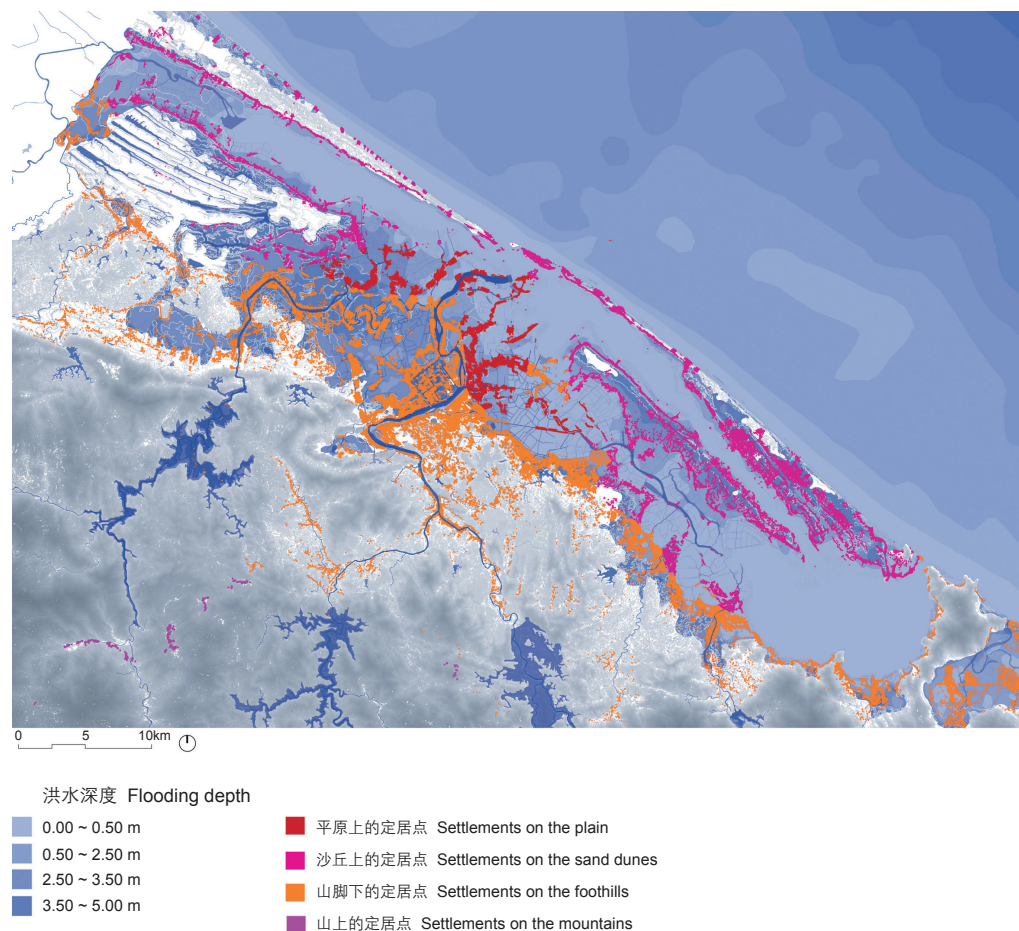 0 5 10km
洪水深度 Flooding depth
0.00 ~ 0.50 m
0.50 ~ 2.50 m
2.50 ~ 3.50 m
3.50 ~ 5.00 m
平原上的定居点 Settlements on the plain
沙丘上的定居点 Settlements on the sand dunes
山脚下的定居点 Settlements on the foothills
山上的定居点 Settlements on the mountains